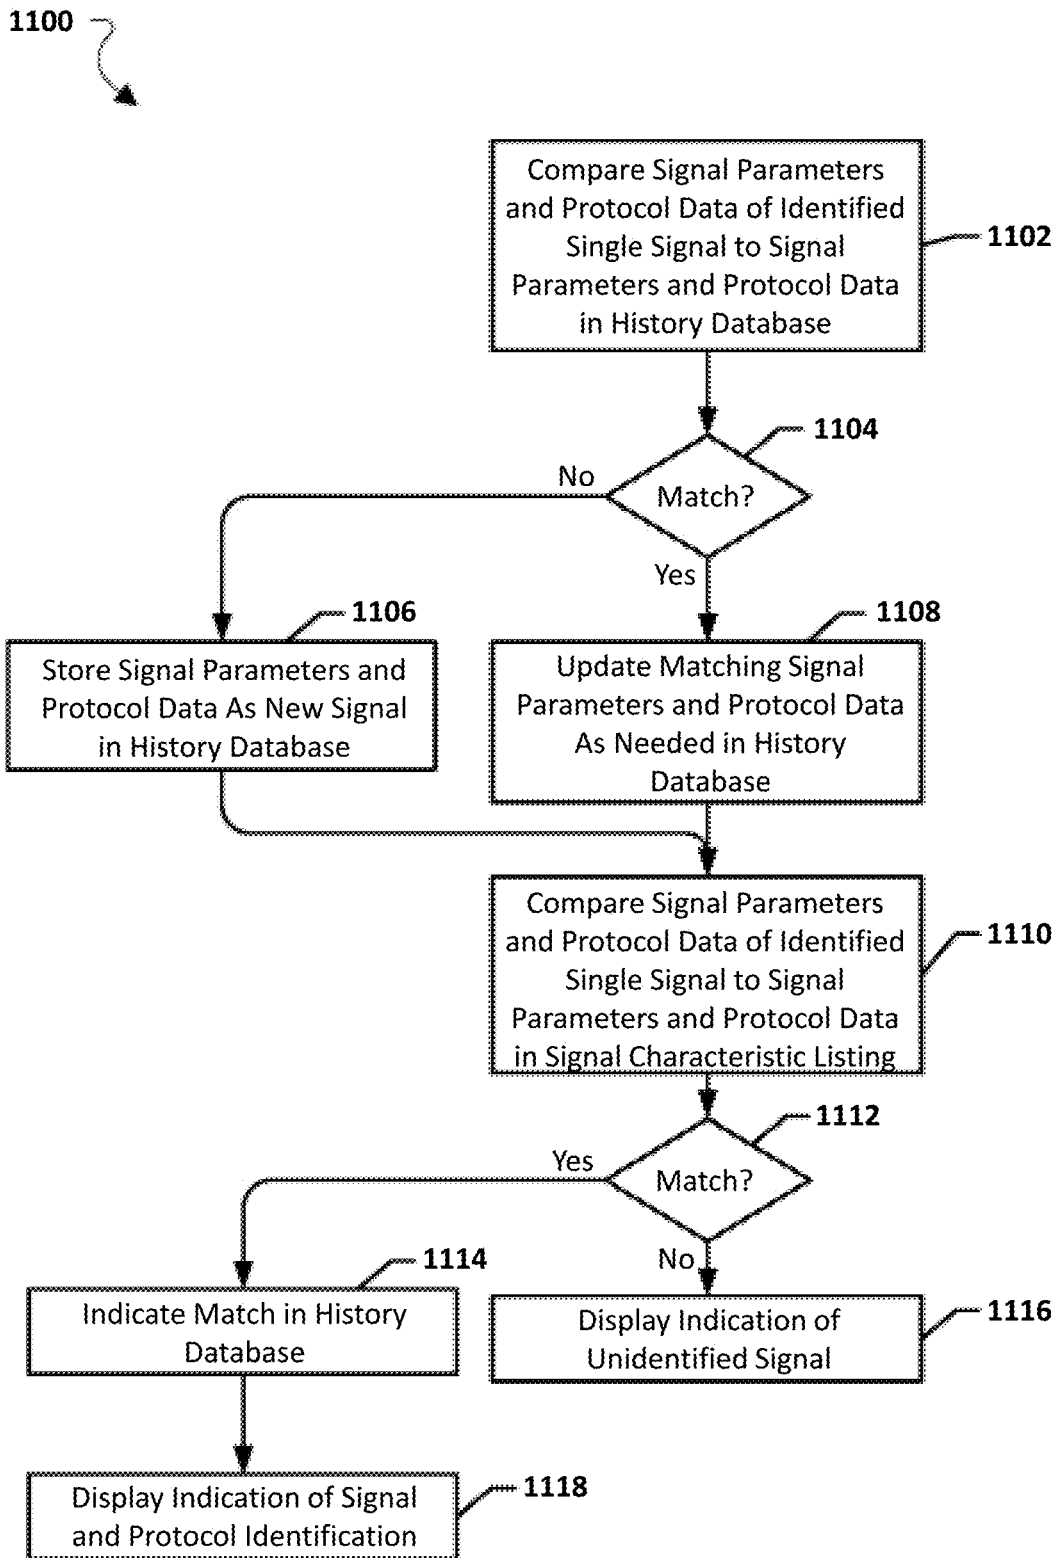 1100
Compare Signal Parameters
and Protocol Data of Identified
Single Signal to Signal
Parameters and Protocol Data
in History Database
1102
1104
Match?
No
Yes
1106
Store Signal Parameters and
Protocol Data As New Signal
in History Database
1108
Update Matching Signal
Parameters and Protocol Data
As Needed in History
Database
Compare Signal Parameters
and Protocol Data of Identified
Single Signal to Signal
Parameters and Protocol Data
in Signal Characteristic Listing
1110
1112
Match?
Yes
No
1114
Indicate Match in History
Database
Display Indication of
Unidentified Signal
1116
Display Indication of Signal
and Protocol Identification
1118